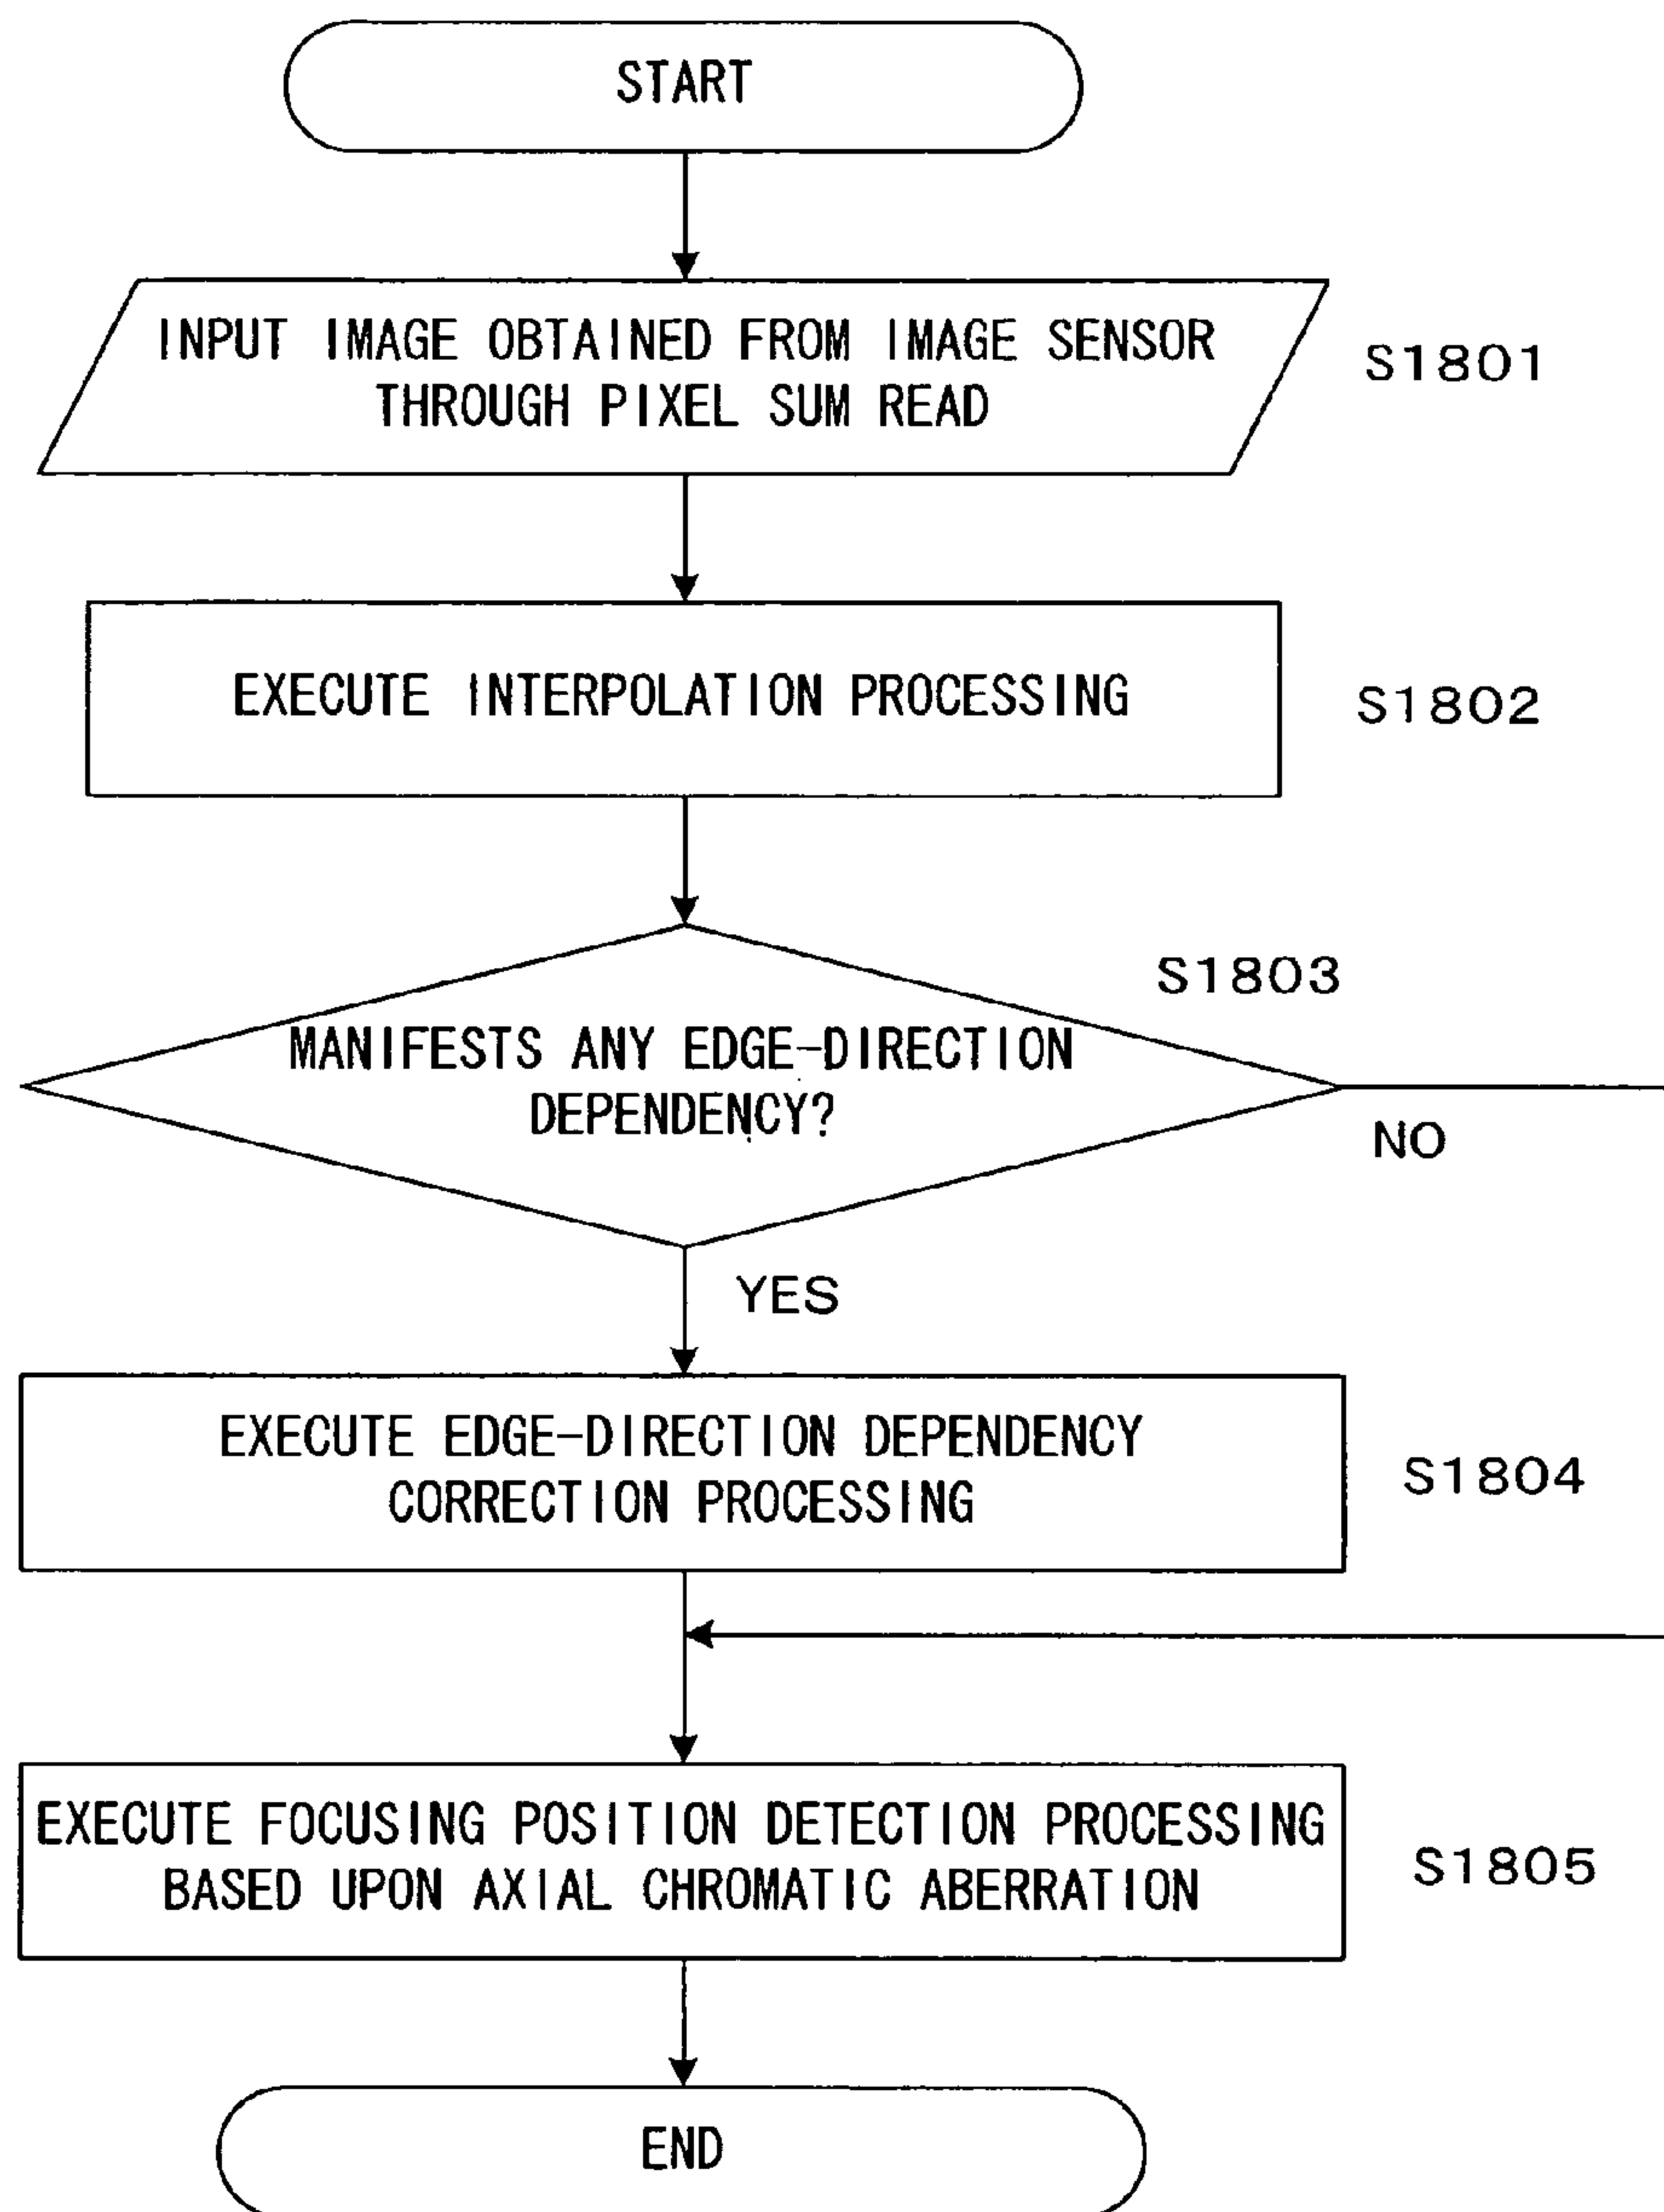 START
INPUT IMAGE OBTAINED FROM IMAGE SENSOR
THROUGH PIXEL SUM READ
S1801
EXECUTE INTERPOLATION PROCESSING
S1802
S1803
MANIFESTS ANY EDGE-DIRECTION
DEPENDENCY?
NO
YES
EXECUTE EDGE-DIRECTION DEPENDENCY
CORRECTION PROCESSING
S1804
EXECUTE FOCUSING POSITION DETECTION PROCESSING
BASED UPON AXIAL CHROMATIC ABERRATION
S1805
END